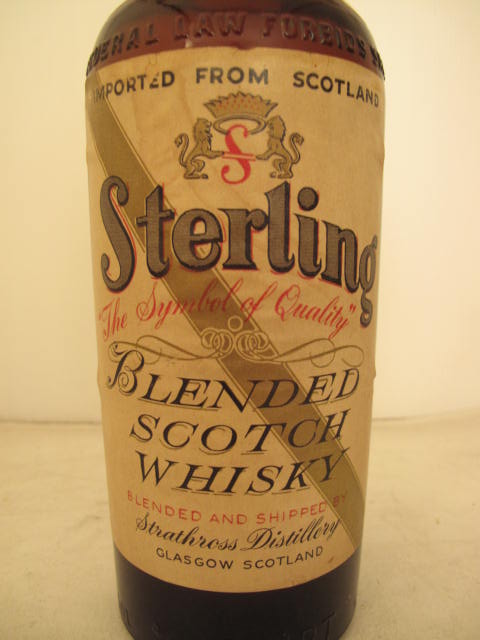 FEDERAL LAW FORBIDS
IMPORTED FROM SCOTLAND
S
Sterling
"The Symbol of Quality"
BLENDED
SCOTCH
WHISKY
BLENDED AND SHIPPED BY
Strathross Distillery
GLASGOW SCOTLAND